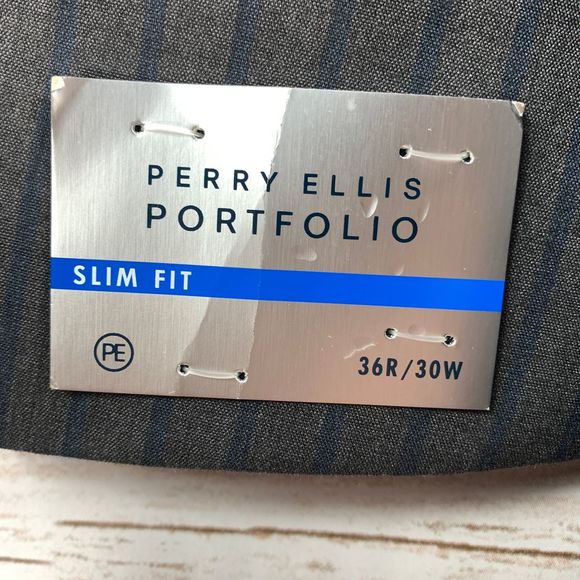 PERRY ELLIS
PORTFOLIO
SLIM FIT
PE
36R/30W